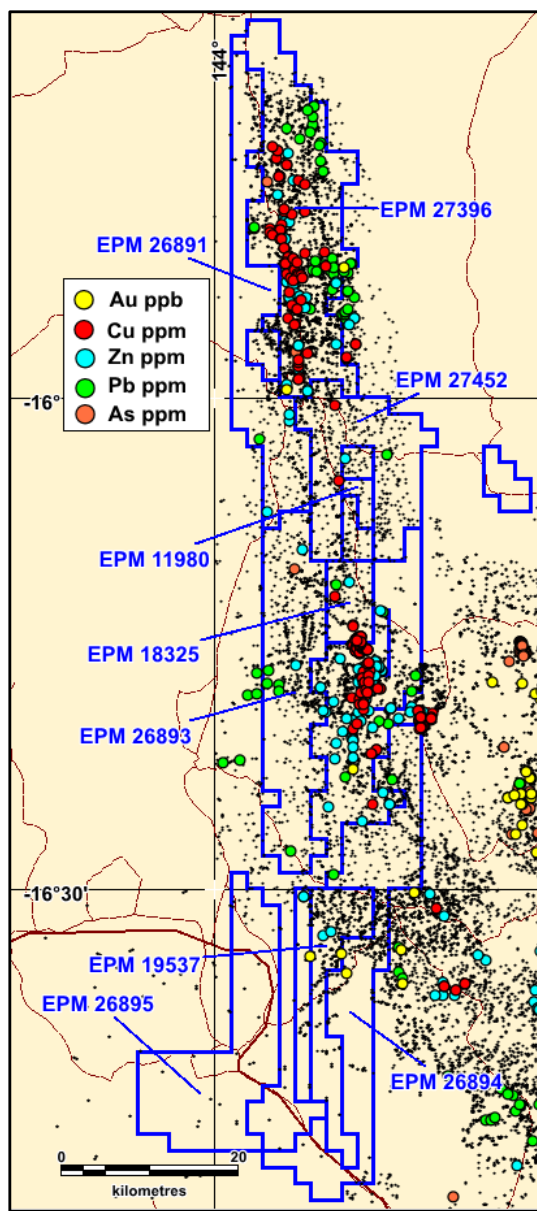 144°
EPM 27396
EPM 26891
Au ppb
Cu ppm
Zn ppm
Pb ppm
As ppm
EPM 27452
-16°
EPM 11980
EPM 18325
EPM 26893
-16°30'
EPM 19537
EPM 26895
EPM 26894
0 20
kilometres